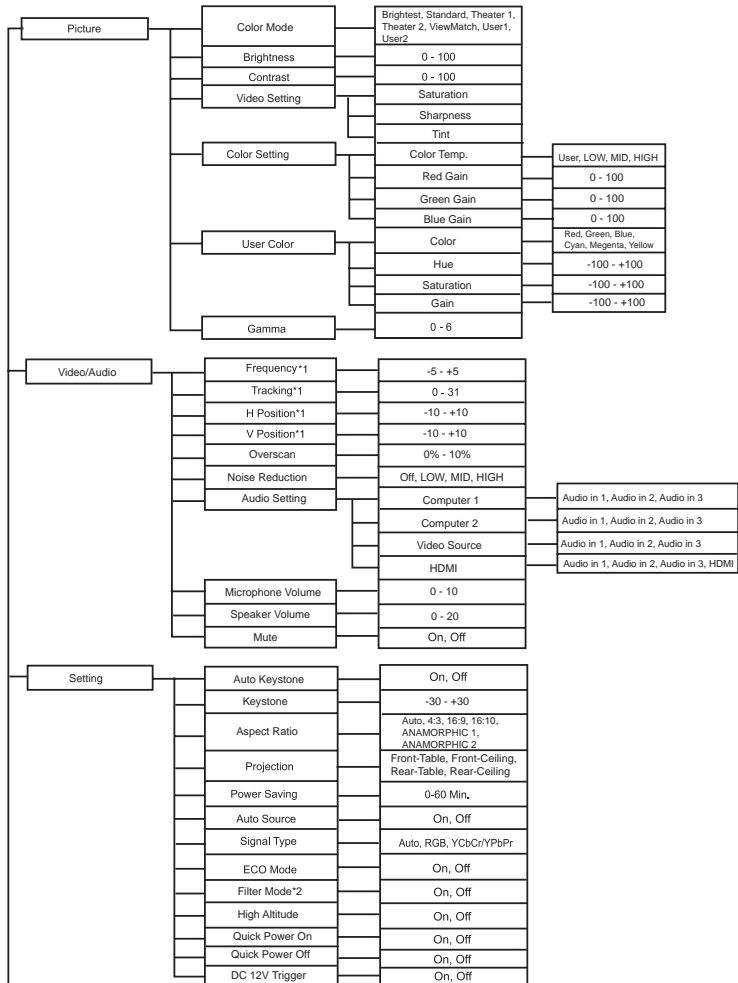 Picture
Color Mode
Brightest, Standard, Theater 1,
Theater 2, ViewMatch, User1,
User2
Brightness
0 - 100
Contrast
0 - 100
Video Setting
Saturation
Sharpness
Tint
Color Setting
Color Temp.
User, LOW, MID, HIGH
Red Gain
0 - 100
Green Gain
0 - 100
Blue Gain
0 - 100
User Color
Color
Red, Green, Blue,
Cyan, Megenta, Yellow
Hue
-100 - +100
Saturation
-100 - +100
Gain
-100 - +100
Gamma
0 - 6
Video/Audio
Frequency*1
-5 - +5
Tracking*1
0 - 31
H Position*1
-10 - +10
V Position*1
-10 - +10
Overscan
0% - 10%
Noise Reduction
Off, LOW, MID, HIGH
Audio Setting
Computer 1
Audio in 1, Audio in 2, Audio in 3
Computer 2
Audio in 1, Audio in 2, Audio in 3
Video Source
Audio in 1, Audio in 2, Audio in 3
HDMI
Audio in 1, Audio in 2, Audio in 3, HDMI
Microphone Volume
0 - 10
Speaker Volume
0 - 20
Mute
On, Off
Setting
Auto Keystone
On, Off
Keystone
-30 - +30
Aspect Ratio
Auto, 4:3, 16:9, 16:10,
ANAMORPHIC 1,
ANAMORPHIC 2
Projection
Front-Table, Front-Ceiling,
Rear-Table, Rear-Ceiling
Power Saving
0-60 Min.
Auto Source
On, Off
Signal Type
Auto, RGB, YCbCr/YPbPr
ECO Mode
On, Off
Filter Mode*2
On, Off
High Altitude
On, Off
Quick Power On
On, Off
Quick Power Off
On, Off
DC 12V Trigger
On, Off